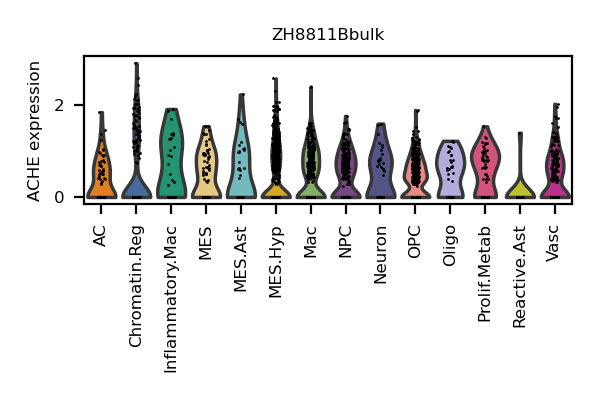 ZH8811Bbulk
ACHE expression
2
0
AC
Chromatin.Reg
Inflammatory.Mac
MES
MES.Ast
MES.Hyp
Mac
NPC
Neuron
OPC
Oligo
Prolif.Metab
Reactive.Ast
Vasc